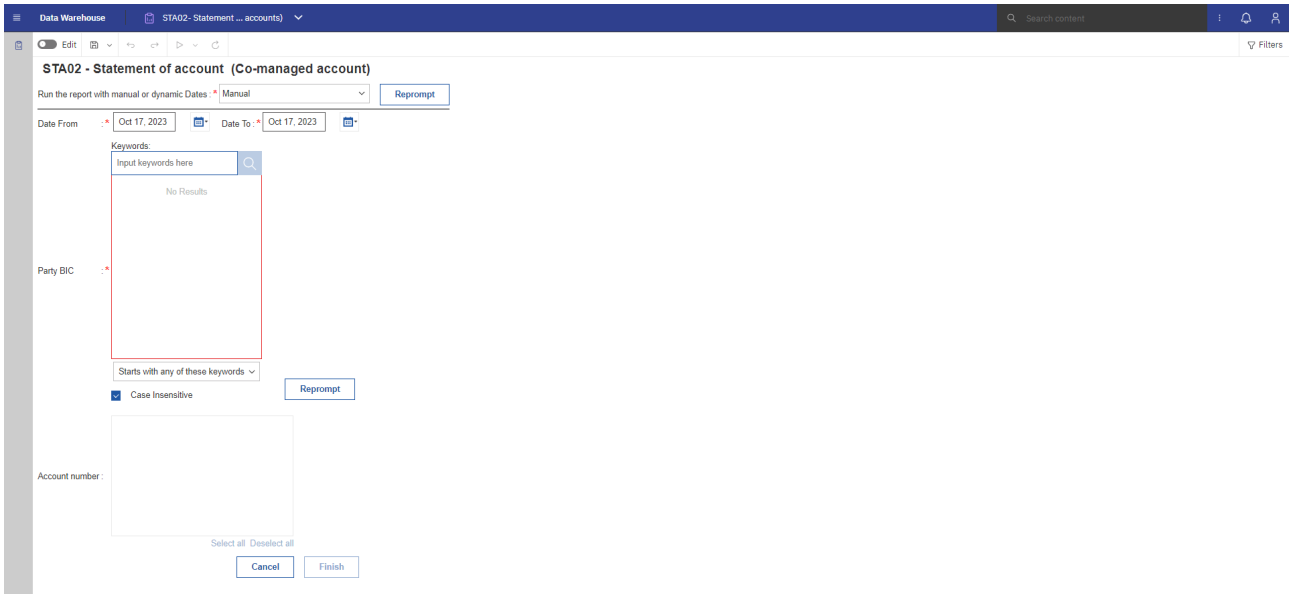 Data Warehouse STA02- Statement ... accounts) Search content
Edit Filters
STA02 - Statement of account (Co-managed account)
Run the report with manual or dynamic Dates : * Manual Reprompt
Date From : * Oct 17, 2023 Date To : * Oct 17, 2023
Keywords:
Input keywords here
No Results
Party BIC : *
Starts with any of these keywords
Reprompt
Case Insensitive
Account number :
Select all Deselect all
Cancel Finish